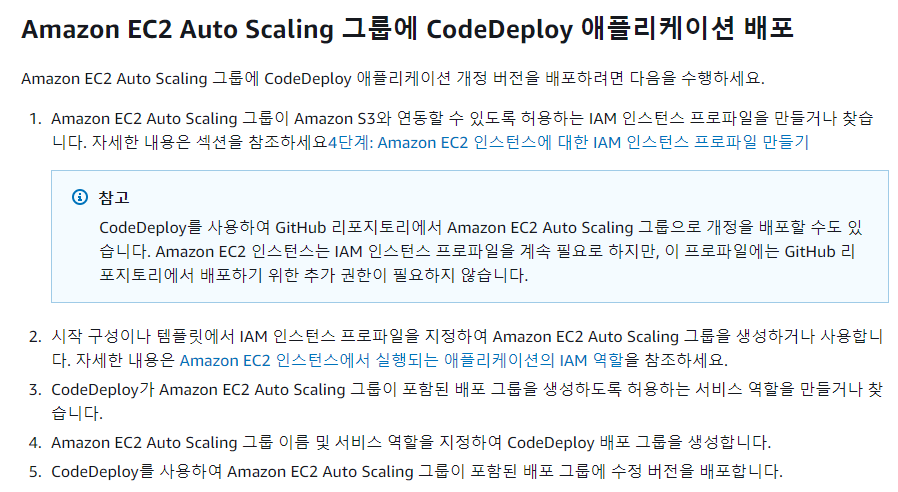 Amazon EC2 Auto Scaling 그룹에 CodeDeploy 애플리케이션 배포
Amazon EC2 Auto Scaling 그룹에 CodeDeploy 애플리케이션 개정 버전을 배포하려면 다음을 수행하세요.
1. Amazon EC2 Auto Scaling 그룹이 Amazon S3와 연동할 수 있도록 허용하는 IAM 인스턴스 프로파일을 만들거나 찾습
니다. 자세한 내용은 섹션을 참조하세요4단계: Amazon EC2 인스턴스에 대한 IAM 인스턴스 프로파일 만들기
참고
CodeDeploy를 사용하여 GitHub 리포지토리에서 Amazon EC2 Auto Scaling 그룹으로 개정을 배포할 수도 있
습니다. Amazon EC2 인스턴스는 IAM 인스턴스 프로파일을 계속 필요로 하지만, 이 프로파일에는 GitHub 리
포지토리에서 배포하기 위한 추가 권한이 필요하지 않습니다.
2. 시작 구성이나 템플릿에서 IAM 인스턴스 프로파일을 지정하여 Amazon EC2 Auto Scaling 그룹을 생성하거나 사용합니
다. 자세한 내용은 Amazon EC2 인스턴스에서 실행되는 애플리케이션의 IAM 역할을 참조하세요.
3. CodeDeploy가 Amazon EC2 Auto Scaling 그룹이 포함된 배포 그룹을 생성하도록 허용하는 서비스 역할을 만들거나 찾
습니다.
4. Amazon EC2 Auto Scaling 그룹 이름 및 서비스 역할을 지정하여 CodeDeploy 배포 그룹을 생성합니다.
5. CodeDeploy를 사용하여 Amazon EC2 Auto Scaling 그룹이 포함된 배포 그룹에 수정 버전을 배포합니다.